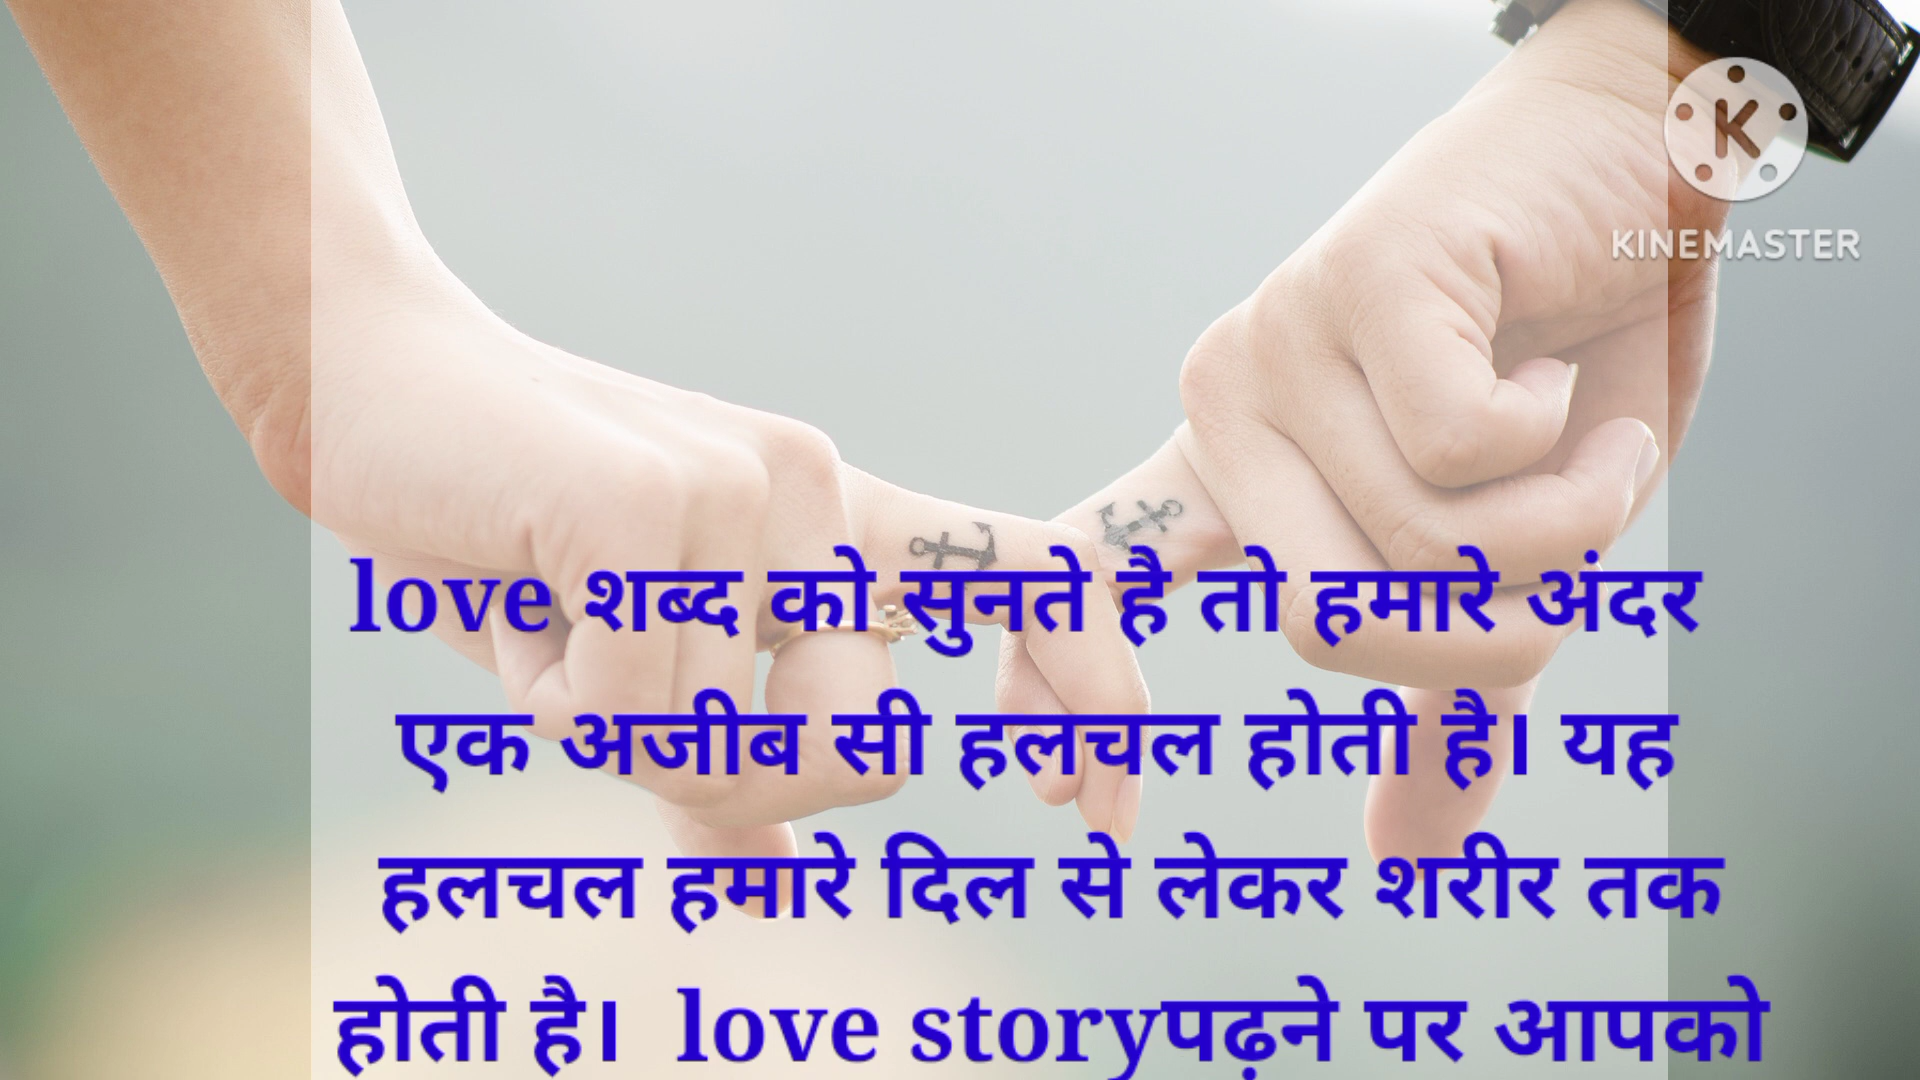 K
KINEMASTER
love शब्द को सुनते है तो हमारे अंदर
एक अजीब सी हलचल होती है। यह
हलचल हमारे दिल से लेकर शरीर तक
होती है।  love storyपढ़ने पर आपको